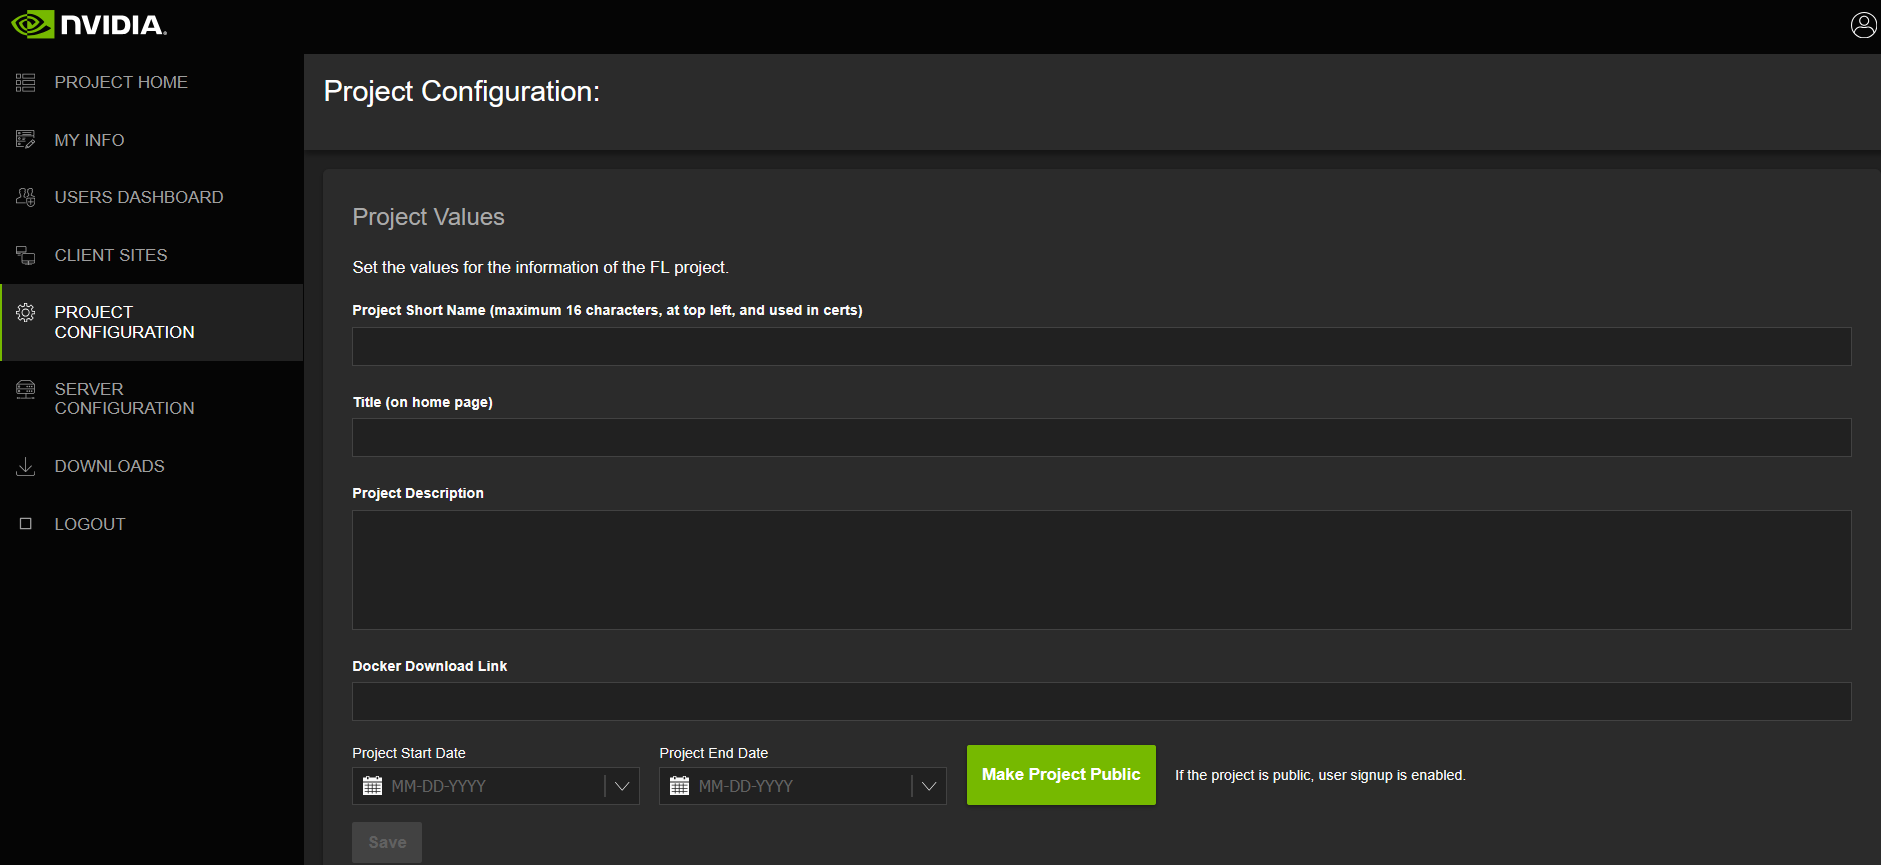 NVIDIA.
PROJECT HOME
MY INFO
USERS DASHBOARD
CLIENT SITES
PROJECT
CONFIGURATION
SERVER
CONFIGURATION
DOWNLOADS
LOGOUT
Project Configuration:
Project Values
Set the values for the information of the FL project.
Project Short Name (maximum 16 characters, at top left, and used in certs)
Title (on home page)
Project Description
Docker Download Link
Project Start Date
MM-DD-YYYY
Project End Date
MM-DD-YYYY
Make Project Public
If the project is public, user signup is enabled.
Save